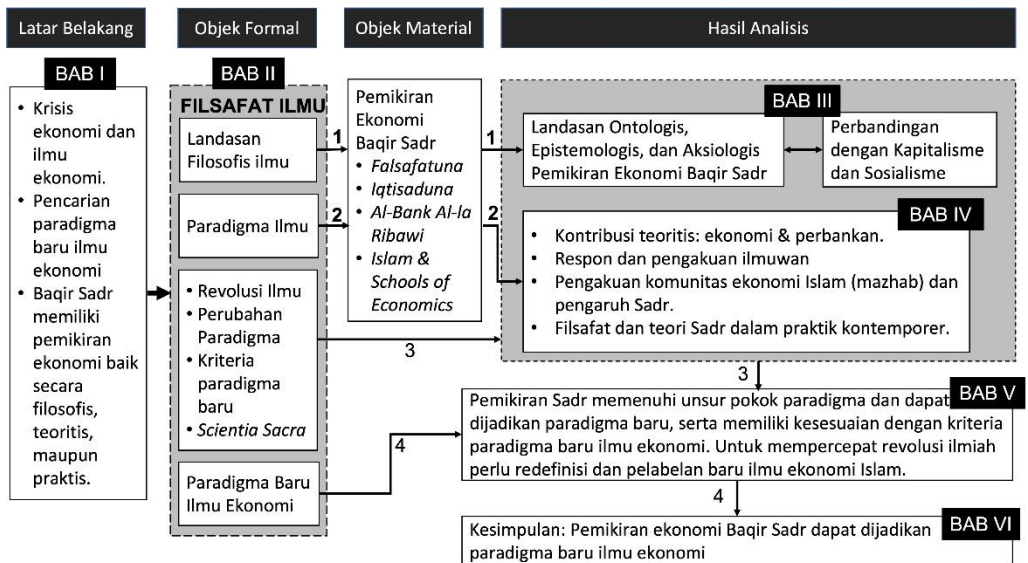 Latar Belakang
Objek Formal
Objek Material
Hasil Analisis
BAB I
• Krisis
ekonomi dan
ilmu
ekonomi.
• Pencarian
paradigma
baru ilmu
ekonomi
• Baqir Sadr
memiliki
pemikiran
ekonomi baik
secara
filosofis,
teoritis,
maupun
praktis.
BAB II
FILSAFAT ILMU
Landasan
Filosofis ilmu
1
Paradigma Ilmu
2
• Revolusi Ilmu
• Perubahan
Paradigma
• Kriteria
paradigma
baru
• Scientia Sacra
3
Paradigma Baru
Ilmu Ekonomi
4
Pemikiran
Ekonomi
Baqir Sadr
• Falsafatuna
• Iqtisaduna
• Al-Bank Al-la
Ribawi
• Islam &
Schools of
Economics
1
2
BAB III
Landasan Ontologis,
Epistemologis, dan Aksiologis
Pemikiran Ekonomi Baqir Sadr
Perbandingan
dengan Kapitalisme
dan Sosialisme
BAB IV
• Kontribusi teoritis: ekonomi & perbankan.
• Respon dan pengakuan ilmuwan
• Pengakuan komunitas ekonomi Islam (mazhab) dan
pengaruh Sadr.
• Filsafat dan teori Sadr dalam praktik kontemporer.
3
BAB V
Pemikiran Sadr memenuhi unsur pokok paradigma dan dapat
dijadikan paradigma baru, serta memiliki kesesuaian dengan kriteria
paradigma baru ilmu ekonomi. Untuk mempercepat revolusi ilmiah
perlu redefinisi dan pelabelan baru ilmu ekonomi Islam.
4
BAB VI
Kesimpulan: Pemikiran ekonomi Baqir Sadr dapat dijadikan
paradigma baru ilmu ekonomi